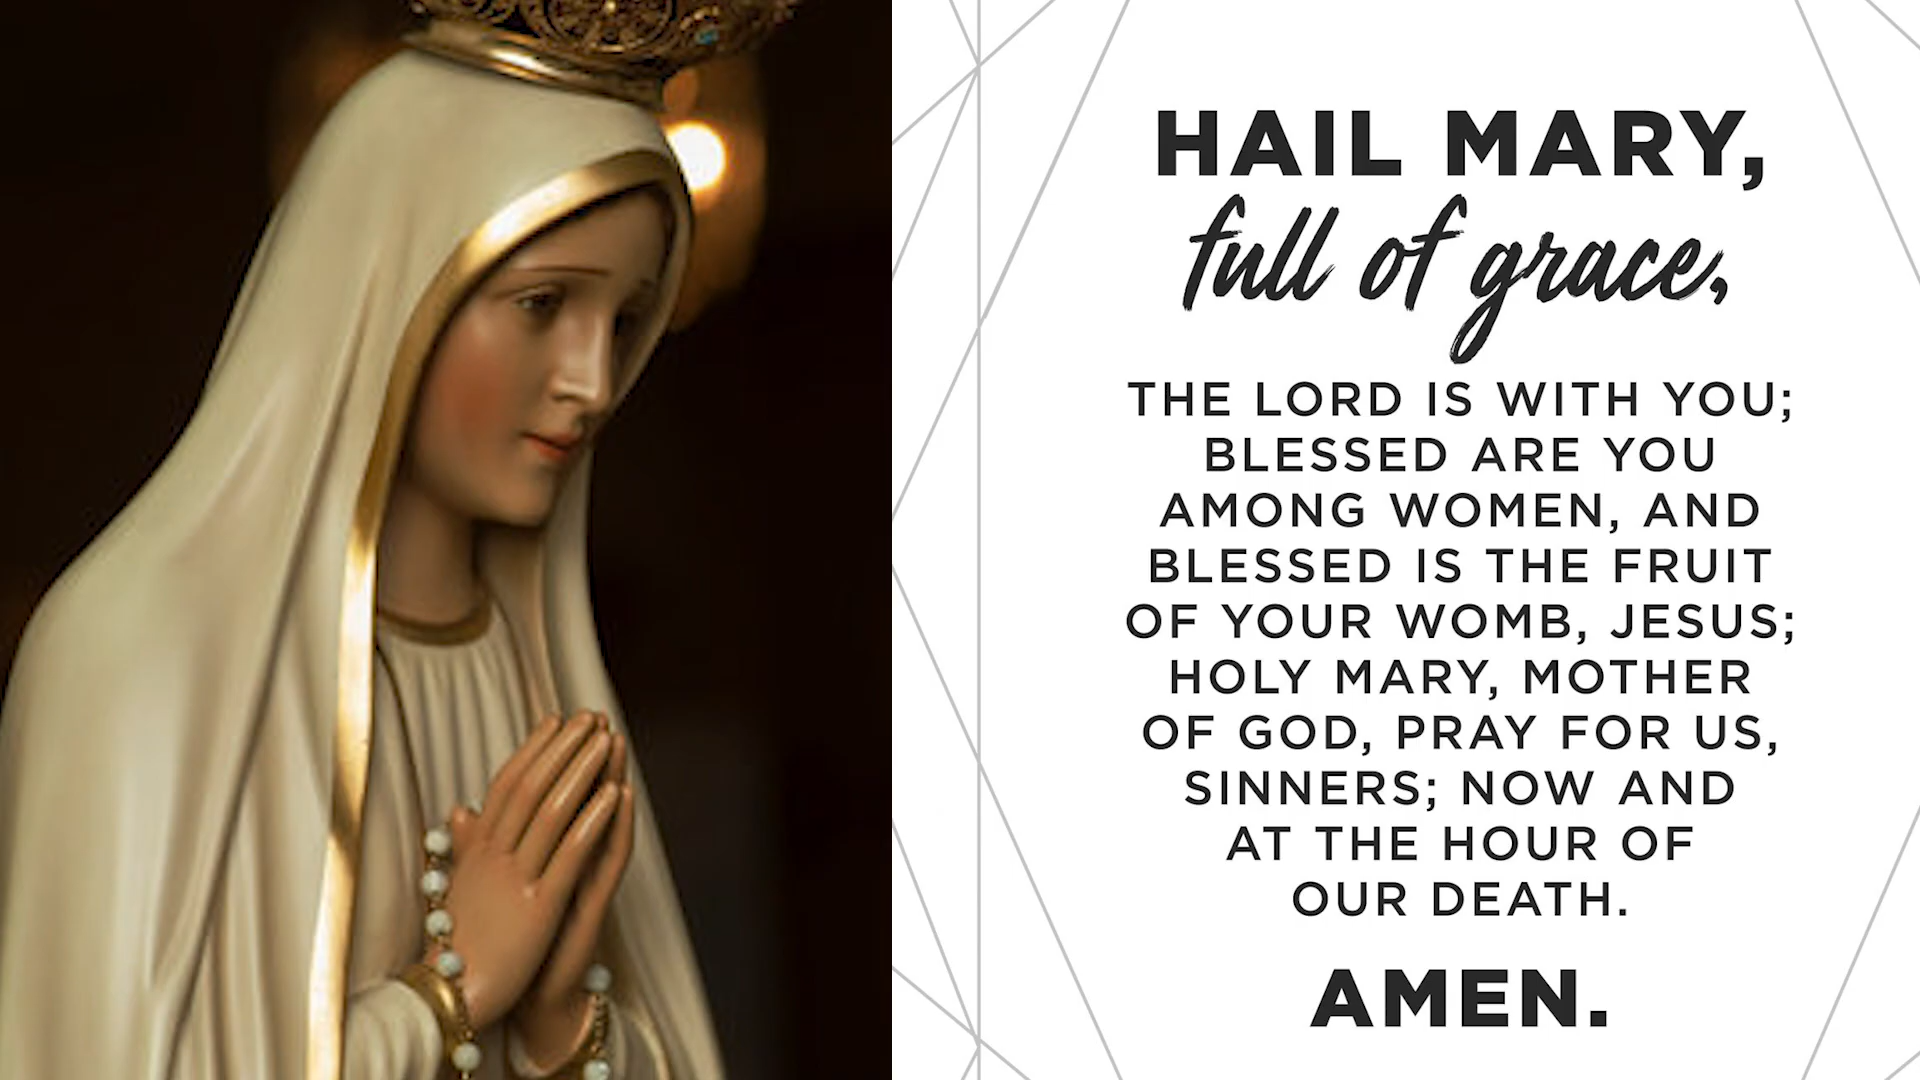 HAIL MARY,
full of grace,
THE LORD IS WITH YOU;
BLESSED ARE YOU
AMONG WOMEN, AND
BLESSED IS THE FRUIT
OF YOUR WOMB, JESUS;
HOLY MARY, MOTHER
OF GOD, PRAY FOR US,
SINNERS; NOW AND
AT THE HOUR OF
OUR DEATH.
AMEN.